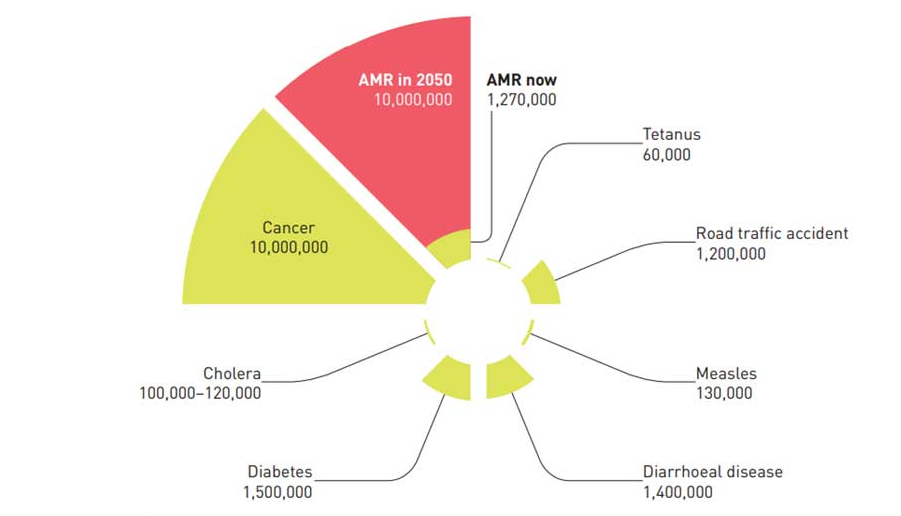 AMR in 2050
10,000,000
AMR now
1,270,000
Tetanus
60,000
Road traffic accident
1,200,000
Measles
130,000
Diarrhoeal disease
1,400,000
Diabetes
1,500,000
Cholera
100,000–120,000
Cancer
10,000,000